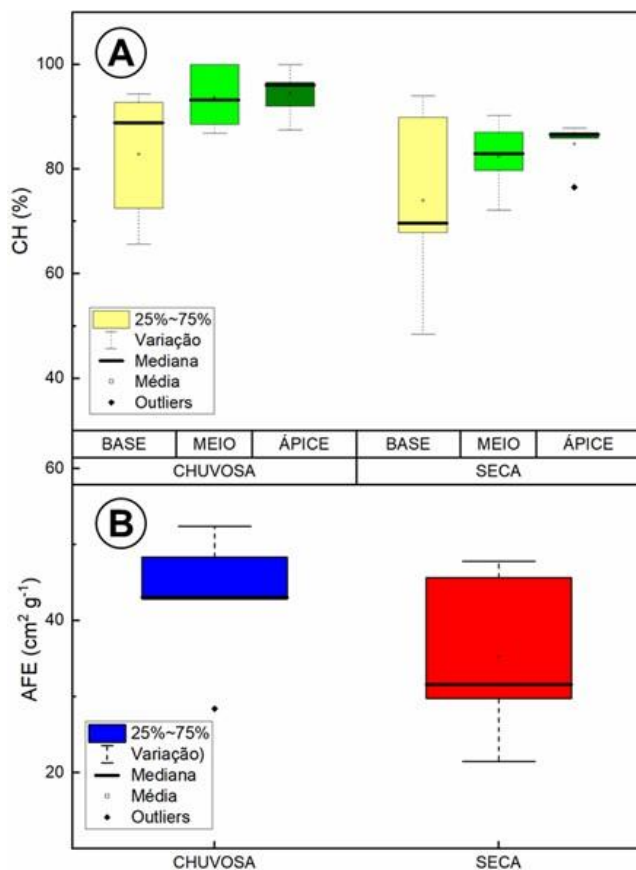 A
100
80
60
40
CH (%)
25%~75%
Variação
Mediana
Média
Outliers
BASE MEIO ÁPICE BASE MEIO ÁPICE
CHUVOSA SECA
60
B
40
20
AFE (cm² g⁻¹)
25%~75%
Variação)
Mediana
Média
Outliers
CHUVOSA SECA